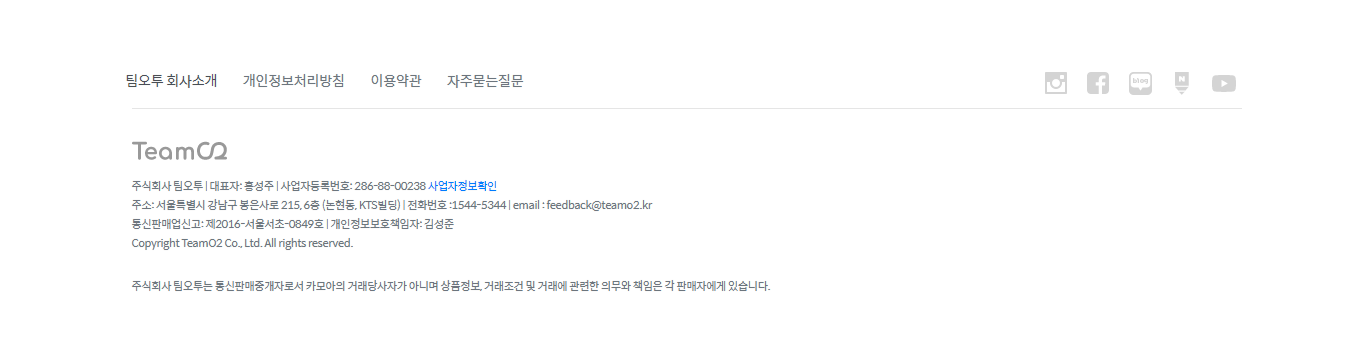 팀오투 회사소개 개인정보처리방침 이용약관 자주묻는질문
blog N
TeamO2
주식회사 팀오투 | 대표자: 홍성주 | 사업자등록번호: 286-88-00238 사업자정보확인
주소: 서울특별시 강남구 봉은사로 215, 6층 (논현동, KTS빌딩) | 전화번호 :1544-5344 | email : feedback@teamo2.kr
통신판매업신고: 제2016-서울서초-0849호 | 개인정보보호책임자: 김성준
Copyright TeamO2 Co., Ltd. All rights reserved.
주식회사 팀오투는 통신판매중개자로서 카모아의 거래당사자가 아니며 상품정보, 거래조건 및 거래에 관련한 의무와 책임은 각 판매자에게 있습니다.